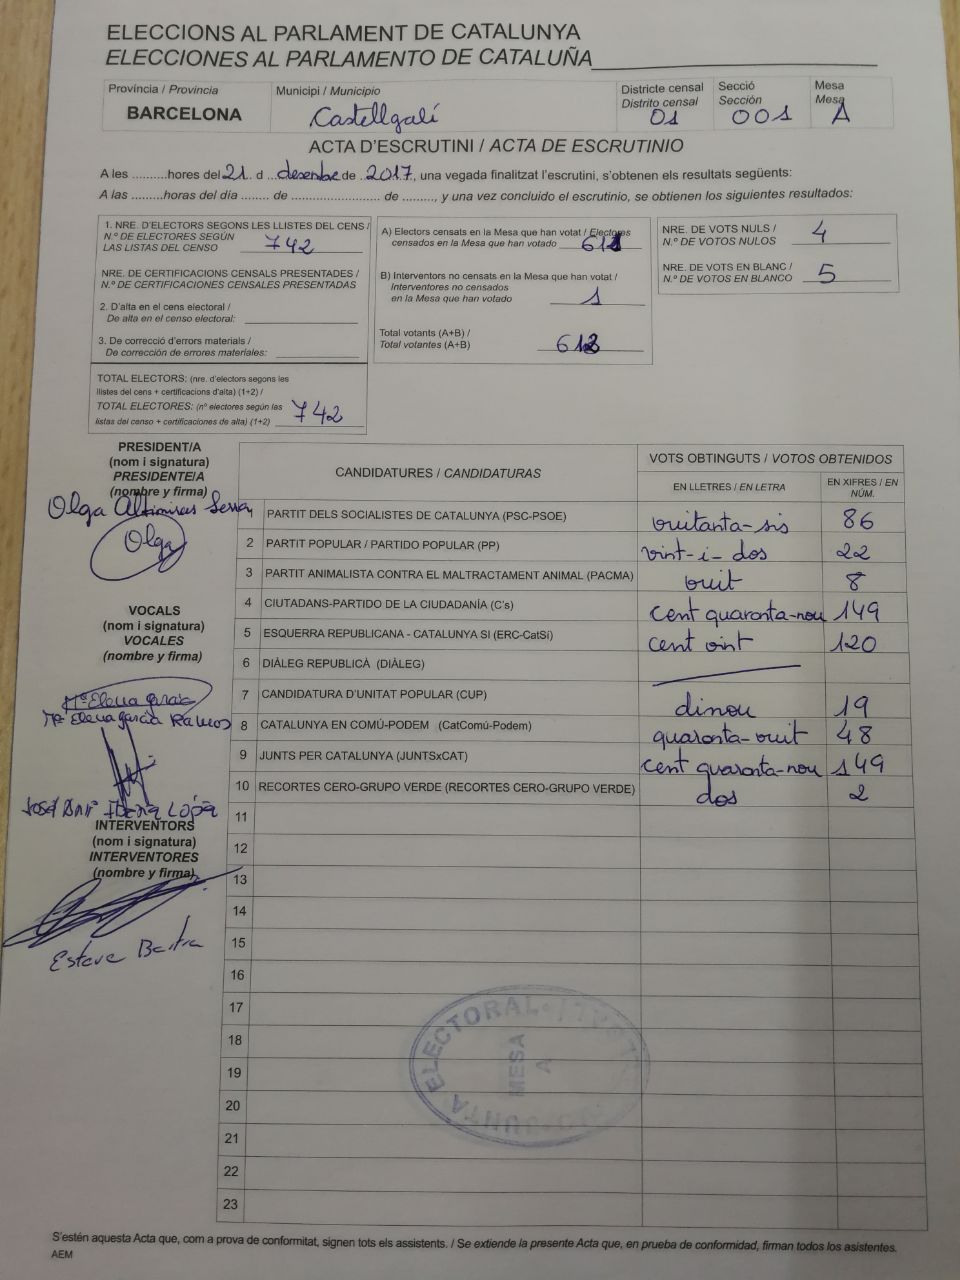 ELECCIONS AL PARLAMENT DE CATALUNYA
ELECCIONES AL PARLAMENTO DE CATALUÑA
Província / Provincia
BARCELONA
Municipi / Municipio
Castellgalí
Districte censal
Distrito censal
01
Secció
Sección
001
Mesa
Mesa
A
ACTA D'ESCRUTINI / ACTA DE ESCRUTINIO
A les ..........hores del 21. d ...desembre de ..2017, una vegada finalitzat l'escrutini, s'obtenen els resultats següents:
A las .........horas del día ........ de ......................... de ........., y una vez concluido el escrutinio, se obtienen los siguientes resultados:
1. NRE. D'ELECTORS SEGONS LES LLISTES DEL CENS /
N.º DE ELECTORES SEGÚN
LAS LISTAS DEL CENSO 742
NRE. DE CERTIFICACIONS CENSALS PRESENTADES /
N.º DE CERTIFICACIONES CENSALES PRESENTADAS
2. D'alta en el cens electoral /
De alta en el censo electoral:
3. De correcció d'errors materials /
De corrección de errores materiales:
TOTAL ELECTORS: (nre. d'electors segons les
llistes del cens + certificacions d'alta) (1+2) /
TOTAL ELECTORES: (nº electores según las
listas del censo + certificaciones de alta) (1+2) 742
A) Electors censats en la Mesa que han votat / Electores
censados en la Mesa que han votado 611
B) Interventors no censats en la Mesa que han votat /
Interventores no censados
en la Mesa que han votado 1
Total votants (A+B) /
Total votantes (A+B) 612
NRE. DE VOTS NULS /
N.º DE VOTOS NULOS 4
NRE. DE VOTS EN BLANC /
N.º DE VOTOS EN BLANCO 5
PRESIDENT/A
(nom i signatura)
PRESIDENTE/A
(nombre y firma)
Olga
Olga
VOCALS
(nom i signatura)
VOCALES
(nombre y firma)
Mª Elena García
Mª Elena García Ramos
INTERVENTORS
(nom i signatura)
INTERVENTORES
(nombre y firma)
Esteve
CANDIDATURES / CANDIDATURAS
VOTS OBTINGUTS / VOTOS OBTENIDOS
EN LLETRES / EN LETRA
EN XIFRES / EN NÚM.
1 PARTIT DELS SOCIALISTES DE CATALUNYA (PSC-PSOE) vuitanta-sis 86
2 PARTIT POPULAR / PARTIDO POPULAR (PP) vint-i-dos 22
3 PARTIT ANIMALISTA CONTRA EL MALTRACTAMENT ANIMAL (PACMA) vuit 8
4 CIUTADANS-PARTIDO DE LA CIUDADANÍA (C's) cent quaranta-nou 149
5 ESQUERRA REPUBLICANA - CATALUNYA SI (ERC-CatSí) cent vint 120
6 DIÀLEG REPUBLICÀ (DIÀLEG)
7 CANDIDATURA D'UNITAT POPULAR (CUP) dinou 19
8 CATALUNYA EN COMÚ-PODEM (CatComú-Podem) quaranta-vuit 48
9 JUNTS PER CATALUNYA (JUNTSxCAT) cent quaranta-nou 149
10 RECORTES CERO-GRUPO VERDE (RECORTES CERO-GRUPO VERDE) dos 2
11
12
13
14
15
16
17
18
19
20
21
22
23
ELECTORAL
MESA
A
S'estén aquesta Acta que, com a prova de conformitat, signen tots els assistents. / Se extiende la presente Acta que, en prueba de conformidad, firman todos los asistentes.
AEM